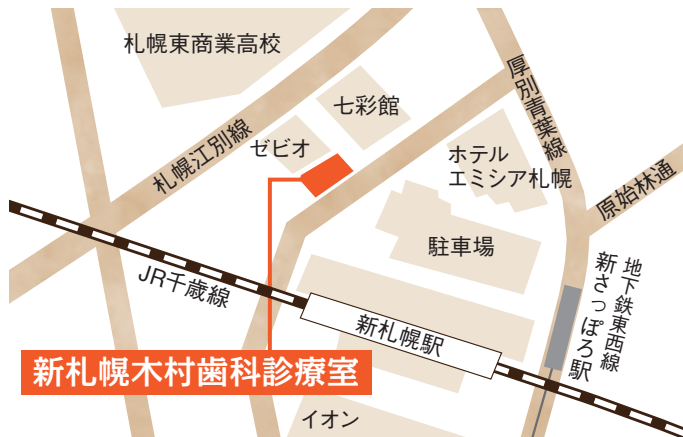 札幌東商業高校
七彩館
ゼビオ
札幌江別線
厚別青葉線
ホテル
エミシア札幌
原始林通
駐車場
JR千歳線
新札幌駅
地下鉄東西線
新さっぽろ駅
新札幌木村歯科診療室
イオン